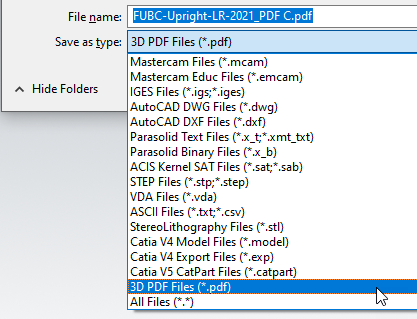 File name: FUBC-Upright-LR-2021_PDF C.pdf
Save as type: 3D PDF Files (*.pdf)
Mastercam Files (*.mcam)
Mastercam Educ Files (*.emcam)
IGES Files (*.igs;*.iges)
AutoCAD DWG Files (*.dwg)
AutoCAD DXF Files (*.dxf)
Hide Folders
Parasolid Text Files (*.x_t;*.xmt_txt)
Parasolid Binary Files (*.x_b)
ACIS Kernel SAT Files (*.sat;*.sab)
STEP Files (*.stp;*.step)
VDA Files (*.vda)
ASCII Files (*.txt;*.csv)
StereoLithography Files (*.stl)
Catia V4 Model Files (*.model)
Catia V4 Export Files (*.exp)
Catia V5 CatPart Files (*.catpart)
3D PDF Files (*.pdf)
All Files (*.*)